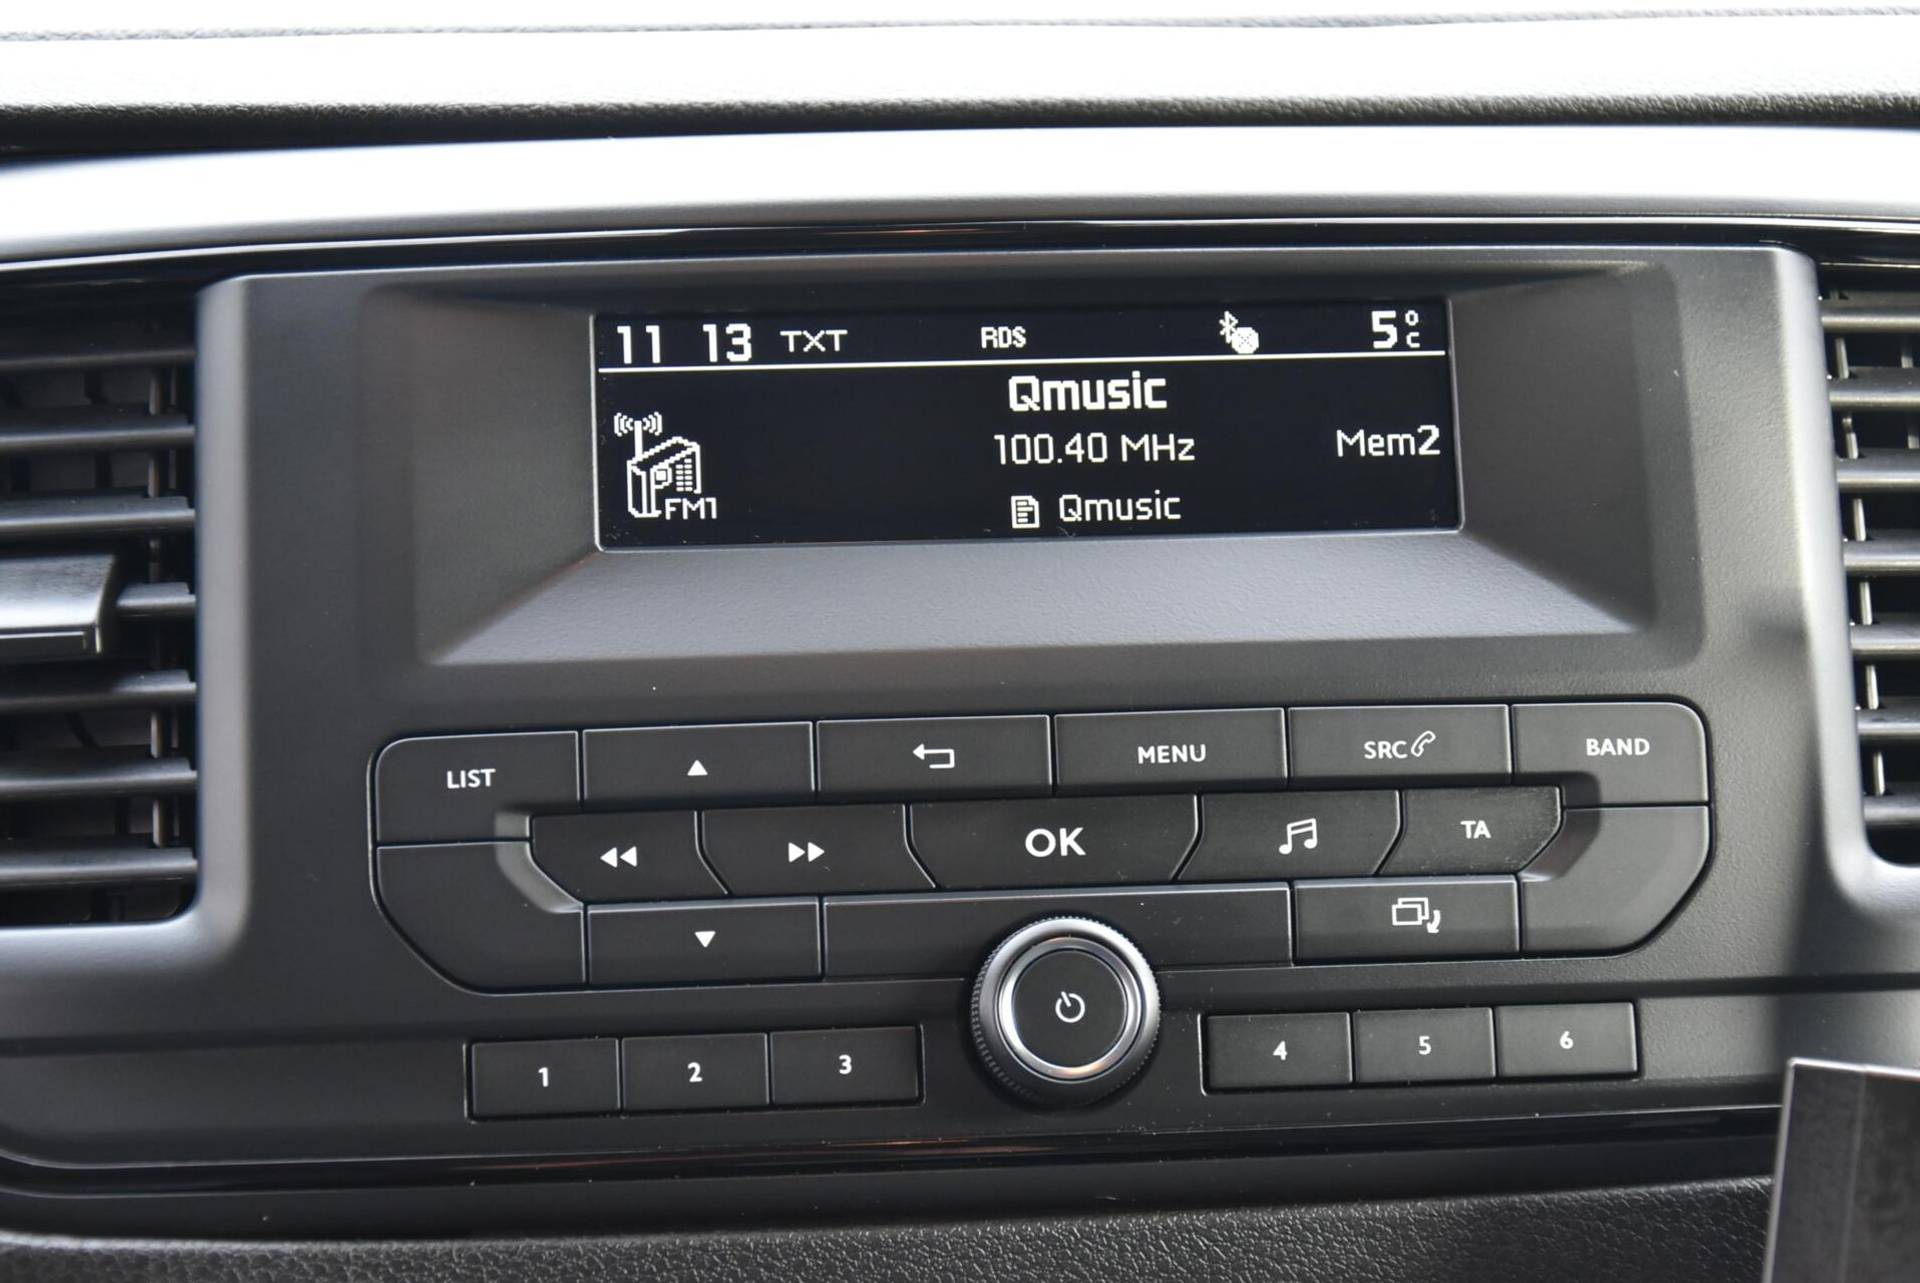 11 13 TXT RDS 5°C
Qmusic
100.40 MHz Mem2
FM1 Qmusic
LIST MENU SRC BAND
OK TA
1 2 3 4 5 6